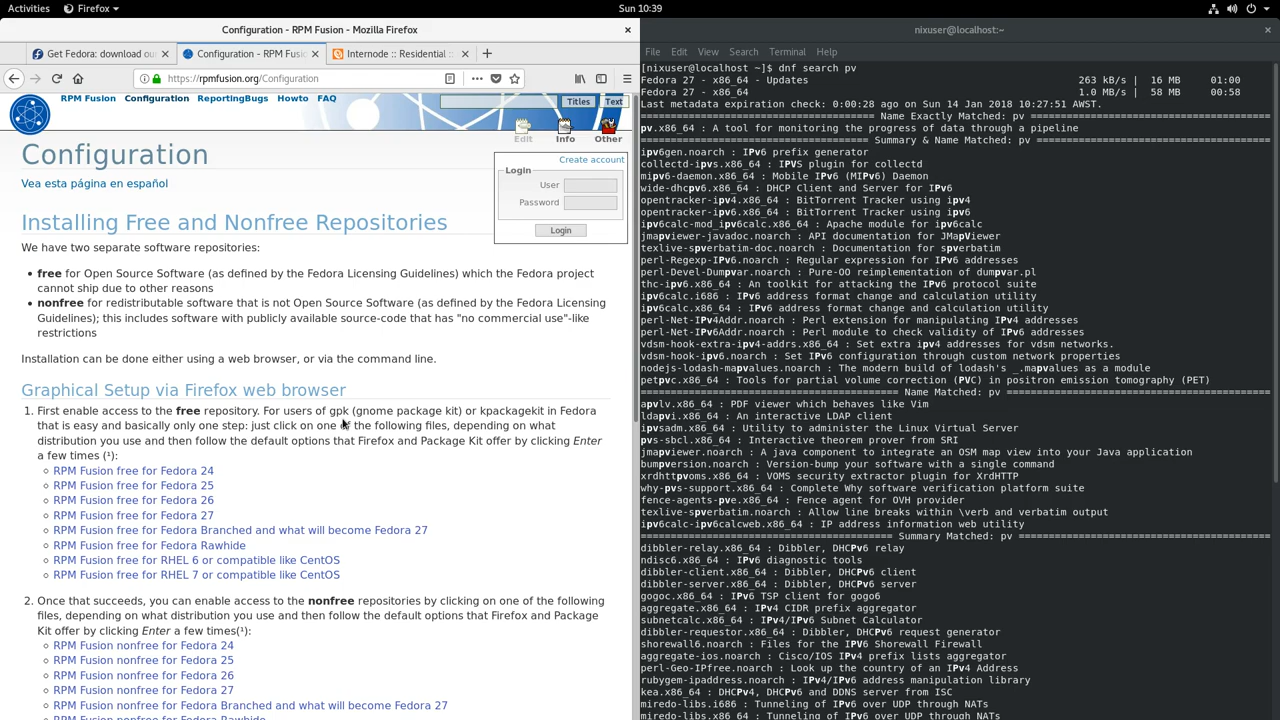 Activities
Firefox
Sun 10:39
Configuration - RPM Fusion - Mozilla Firefox
Get Fedora: download ou
Configuration - RPM Fusi
Internode :: Residential ::
https://rpmfusion.org/Configuration
RPM Fusion Configuration ReportingBugs Howto FAQ
Titles Text
Edit Info Other
Configuration
Vea esta página en español
Create account
Login
User
Password
Login
Installing Free and Nonfree Repositories
We have two separate software repositories:
free for Open Source Software (as defined by the Fedora Licensing Guidelines) which the Fedora project
cannot ship due to other reasons
nonfree for redistributable software that is not Open Source Software (as defined by the Fedora Licensing
Guidelines); this includes software with publicly available source-code that has "no commercial use"-like
restrictions
Installation can be done either using a web browser, or via the command line.
Graphical Setup via Firefox web browser
1. First enable access to the free repository. For users of gpk (gnome package kit) or kpackagekit in Fedora
that is easy and basically only one step: just click on one of the following files, depending on what
distribution you use and then follow the default options that Firefox and Package Kit offer by clicking Enter
a few times (¹):
RPM Fusion free for Fedora 24
RPM Fusion free for Fedora 25
RPM Fusion free for Fedora 26
RPM Fusion free for Fedora 27
RPM Fusion free for Fedora Branched and what will become Fedora 27
RPM Fusion free for Fedora Rawhide
RPM Fusion free for RHEL 6 or compatible like CentOS
RPM Fusion free for RHEL 7 or compatible like CentOS
2. Once that succeeds, you can enable access to the nonfree repositories by clicking on one of the following
files, depending on what distribution you use and then follow the default options that Firefox and Package
Kit offer by clicking Enter a few times(¹):
RPM Fusion nonfree for Fedora 24
RPM Fusion nonfree for Fedora 25
RPM Fusion nonfree for Fedora 26
RPM Fusion nonfree for Fedora 27
RPM Fusion nonfree for Fedora Branched and what will become Fedora 27
RPM Fusion nonfree for Fedora Rawhide
nixuser@localhost:~
File Edit View Search Terminal Help
[nixuser@localhost ~]$ dnf search pv
Fedora 27 - x86_64 - Updates 263 kB/s | 16 MB 01:00
Fedora 27 - x86_64 1.0 MB/s | 58 MB 00:58
Last metadata expiration check: 0:00:28 ago on Sun 14 Jan 2018 10:27:51 AWST.
=================================== Name Exactly Matched: pv ===================================
pv.x86_64 : A tool for monitoring the progress of data through a pipeline
================================== Summary & Name Matched: pv ==================================
ipv6gen.noarch : IPv6 prefix generator
collectd-ipvs.x86_64 : IPVS plugin for collectd
mipv6-daemon.x86_64 : Mobile IPv6 (MIPv6) Daemon
wide-dhcpv6.x86_64 : DHCP Client and Server for IPv6
opentracker-ipv4.x86_64 : BitTorrent Tracker using ipv4
opentracker-ipv6.x86_64 : BitTorrent Tracker using ipv6
ipv6calc-mod_ipv6calc.x86_64 : Apache module for ipv6calc
jmapviewer-javadoc.noarch : API documentation for JMapViewer
texlive-spverbatim-doc.noarch : Documentation for spverbatim
perl-Regexp-IPv6.noarch : Regular expression for IPv6 addresses
perl-Devel-Dumpvar.noarch : Pure-OO reimplement of dumpvar.pl
thc-ipv6.x86_64 : An toolkit for attacking the IPv6 protocol suite
ipv6calc.i686 : IPv6 address format change and calculation utility
ipv6calc.x86_64 : IPv6 address format change and calculation utility
perl-Net-IPv4Addr.noarch : Perl extension for manipulating IPv4 addresses
perl-Net-IPv6Addr.noarch : Perl module to check validity of IPv6 addresses
vdsm-hook-extra-ipv4-addrs.x86_64 : Set extra ipv4 addresses for vdsm networks.
vdsm-hook-ipv6.noarch : Set IPv6 configuration through custom network properties
nodejs-lodash-mapvalues.noarch : The modern build of lodash's _.mapvalues as a module
petpvc.x86_64 : Tools for partial volume correction (PVC) in positron emission tomography (PET)
======================================= Name Matched: pv =======================================
apvlv.x86_64 : PDF viewer which behaves like Vim
ldapvi.x86_64 : An interactive LDAP client
ipvsadm.x86_64 : Utility to administer the Linux Virtual Server
pvs-sbcl.x86_64 : Interactive theorem prover from SRI
jmapviewer.noarch : A java component to integrate an OSM map view into your Java application
bumpversion.noarch : Version-bump your software with a single command
xrdhttpvoms.x86_64 : VOMS security extractor plugin for XrdHTTP
why-pvs-support.x86_64 : Complete Why software verification platform suite
fence-agents-pve.x86_64 : Fence agent for OVH provider
texlive-spverbatim.noarch : Allow line breaks within \verb and verbatim output
ipv6calc-ipv6calcweb.x86_64 : IP address information web utility
===================================== Summary Matched: pv ======================================
dibbler-relay.x86_64 : Dibbler, DHCPv6 relay
ndisc6.x86_64 : IPv6 diagnostic tools
dibbler-client.x86_64 : Dibbler, DHCPv6 client
dibbler-server.x86_64 : Dibbler, DHCPv6 server
gogoc.x86_64 : IPv6 TSP client for gogo6
aggregate.x86_64 : IPv4 CIDR prefix aggregator
subnetcalc.x86_64 : IPv4/IPv6 Subnet Calculator
dibbler-requestor.x86_64 : Dibbler, DHCPv6 request generator
shorewall6.noarch : Files for the IPV6 Shorewall Firewall
aggregate-ios.noarch : Cisco/IOS IPv4 prefix lists aggregator
perl-Geo-IPfree.noarch : Look up the country of an IPv4 Address
rubygem-ipaddress.noarch : IPv4/IPv6 address manipulation library
kea.x86_64 : DHCPv4, DHCPv6 and DDNS server from ISC
miredo-libs.i686 : Tunneling of IPv6 over UDP through NATs
miredo-libs.x86_64 : Tunneling of IPv6 over UDP through NATs